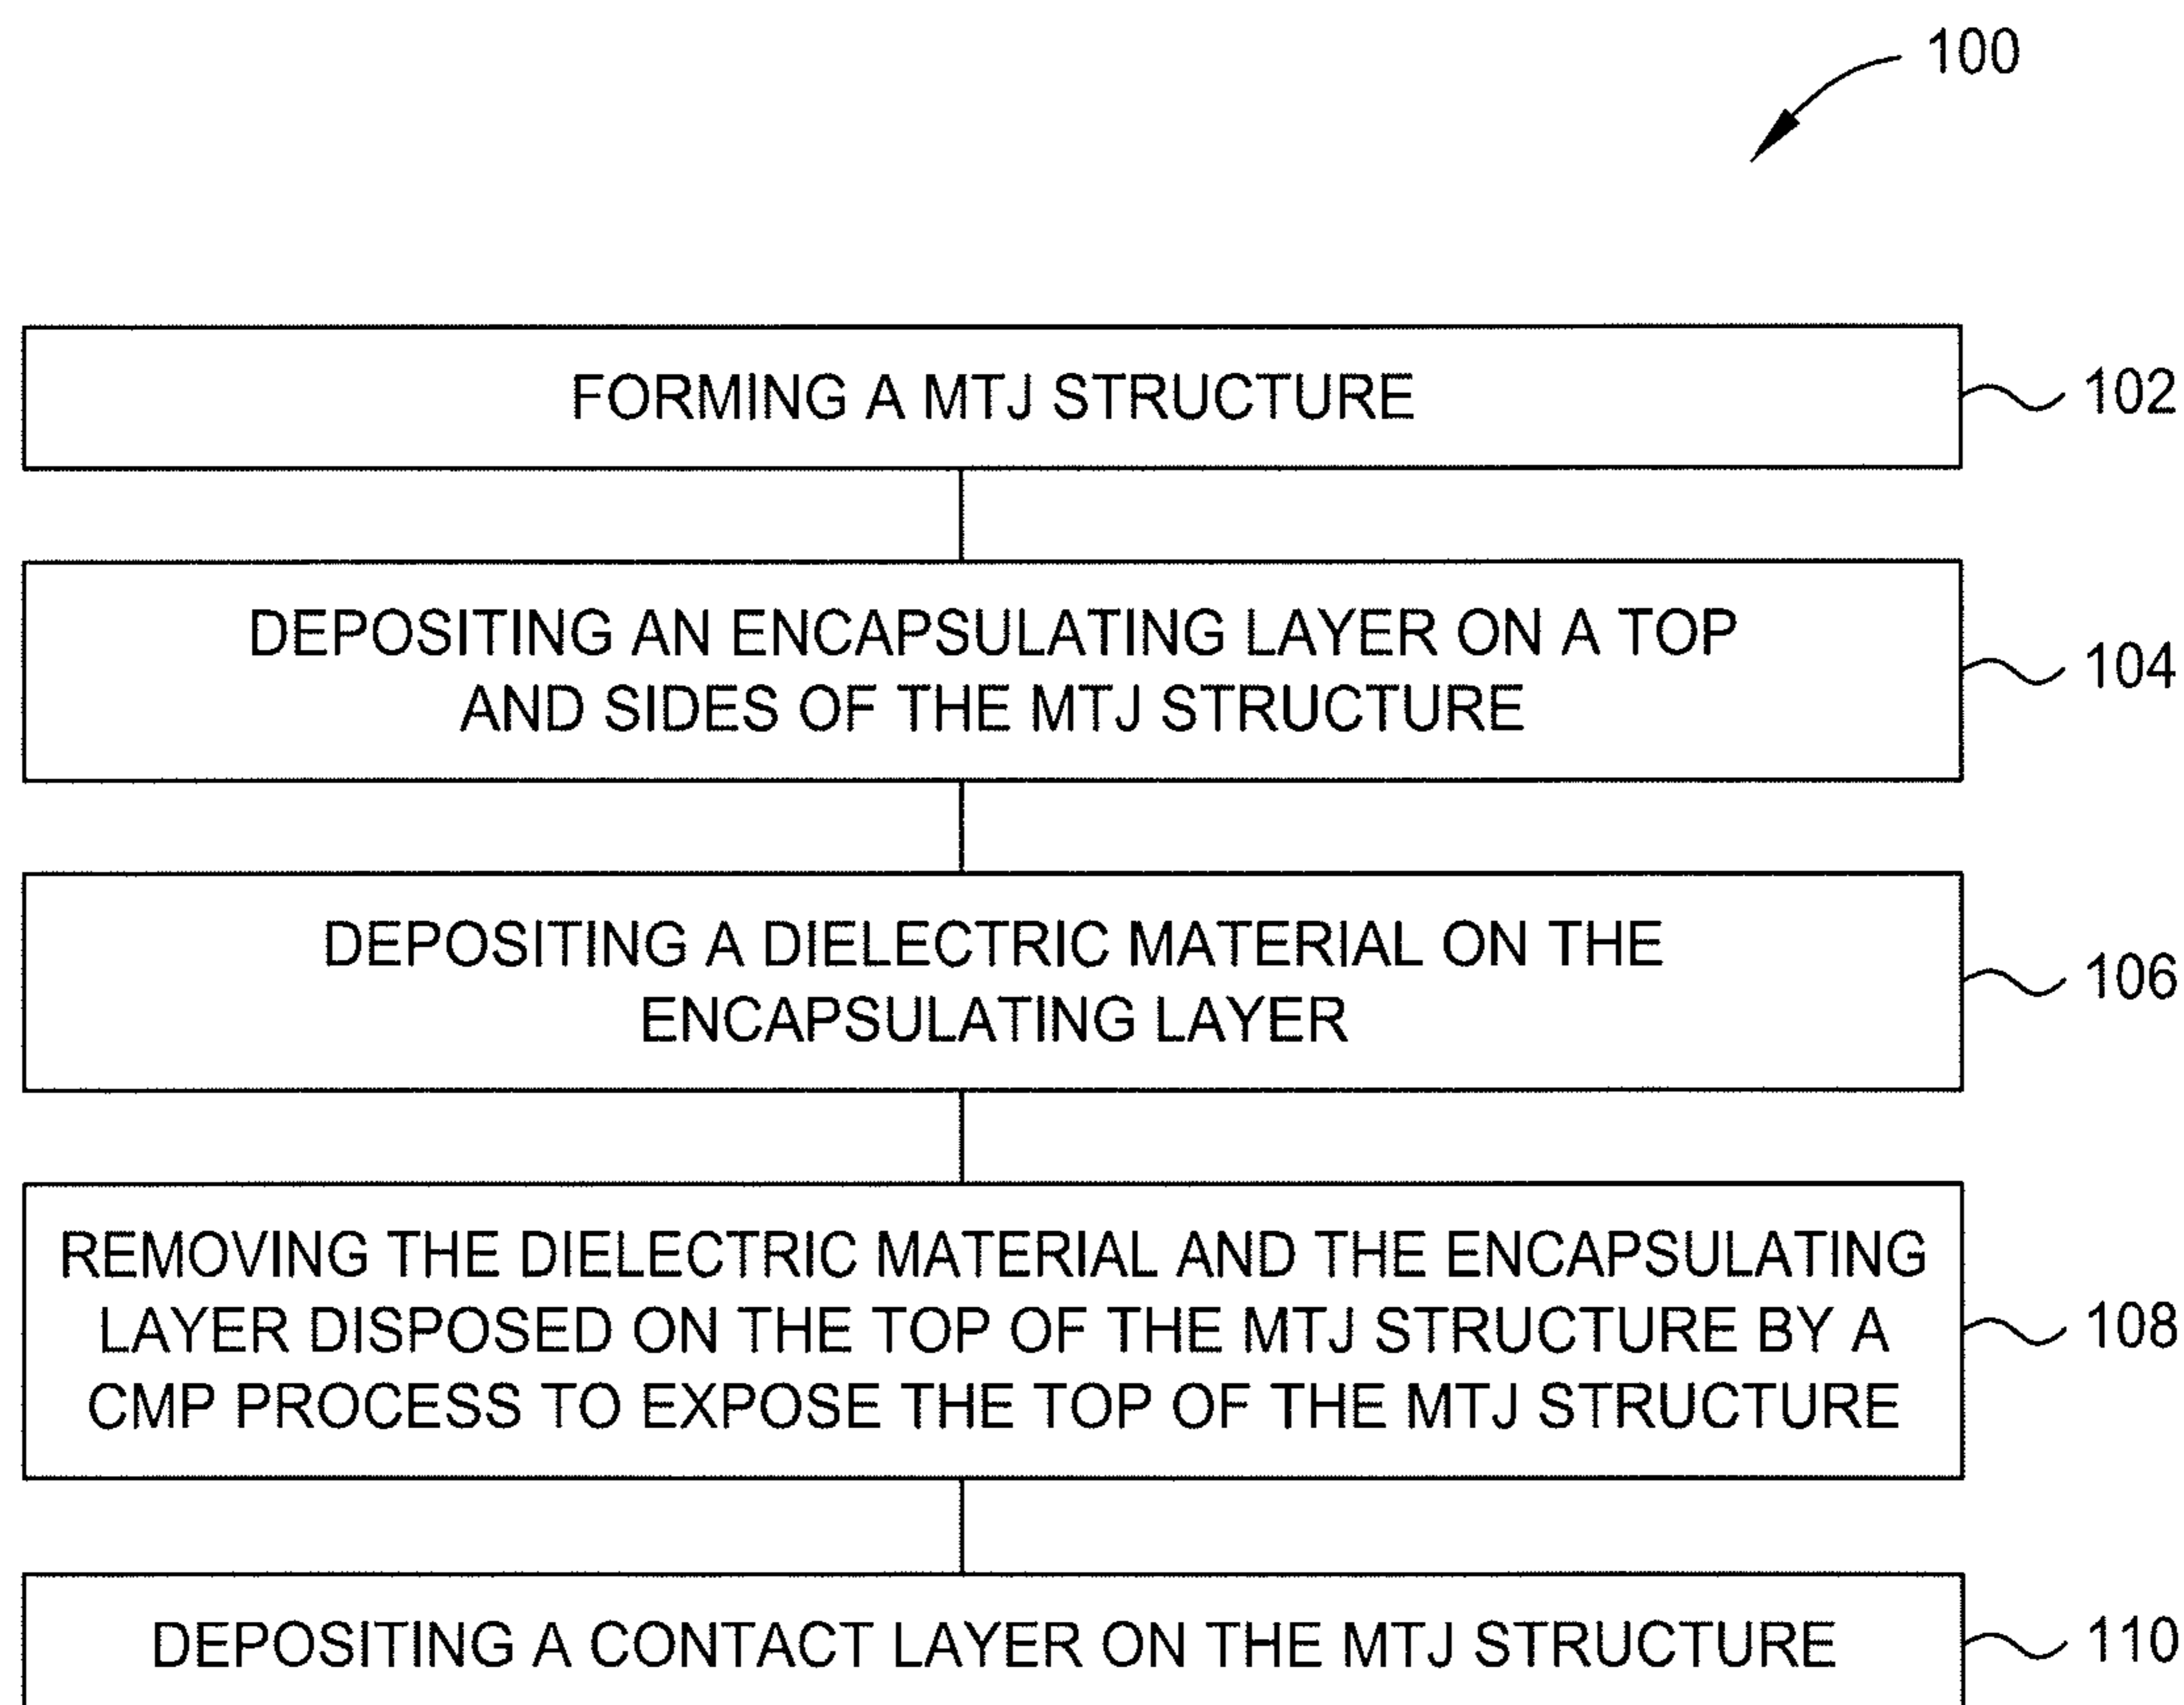 100
FORMING A MTJ STRUCTURE
102
DEPOSITING AN ENCAPSULATING LAYER ON A TOP
AND SIDES OF THE MTJ STRUCTURE
104
DEPOSITING A DIELECTRIC MATERIAL ON THE
ENCAPSULATING LAYER
106
REMOVING THE DIELECTRIC MATERIAL AND THE ENCAPSULATING
LAYER DISPOSED ON THE TOP OF THE MTJ STRUCTURE BY A
CMP PROCESS TO EXPOSE THE TOP OF THE MTJ STRUCTURE
108
DEPOSITING A CONTACT LAYER ON THE MTJ STRUCTURE
110